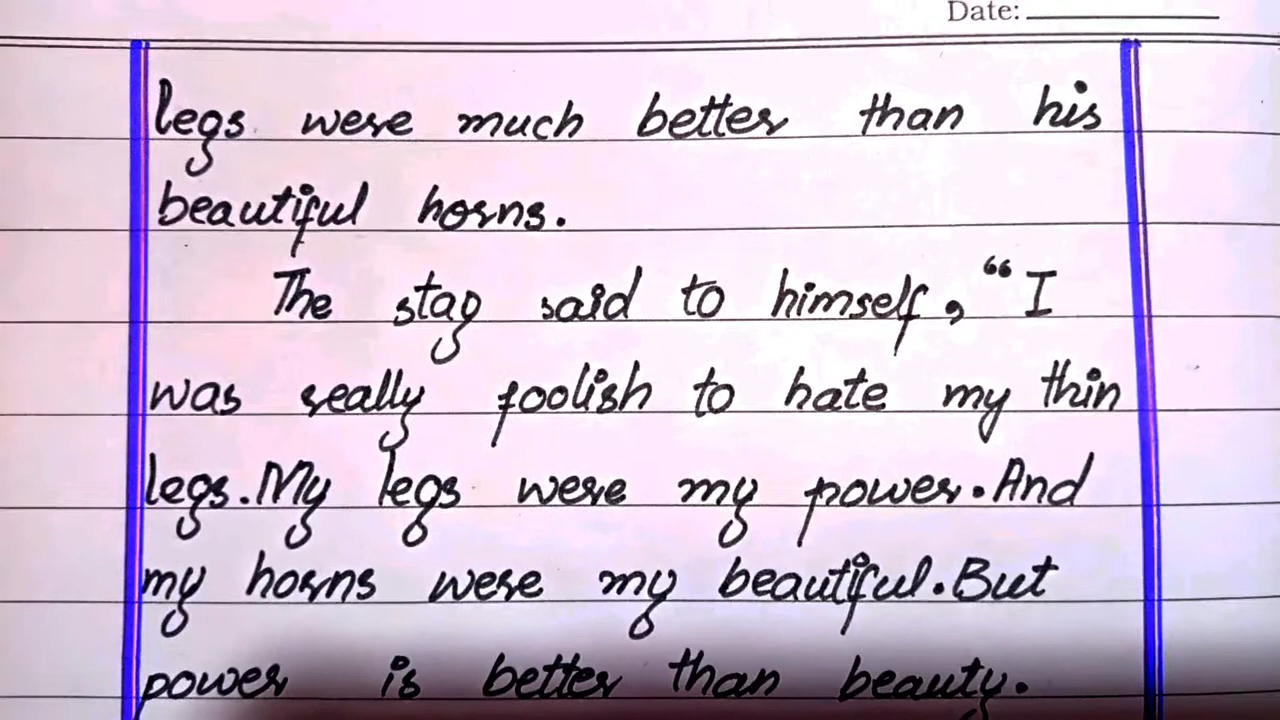 Date:
legs were much better than his
beautiful horns.
The stag said to himself, “I
was really foolish to hate my thin
legs. My legs were my power. And
my horns were my beautiful. But
power is better than beauty.